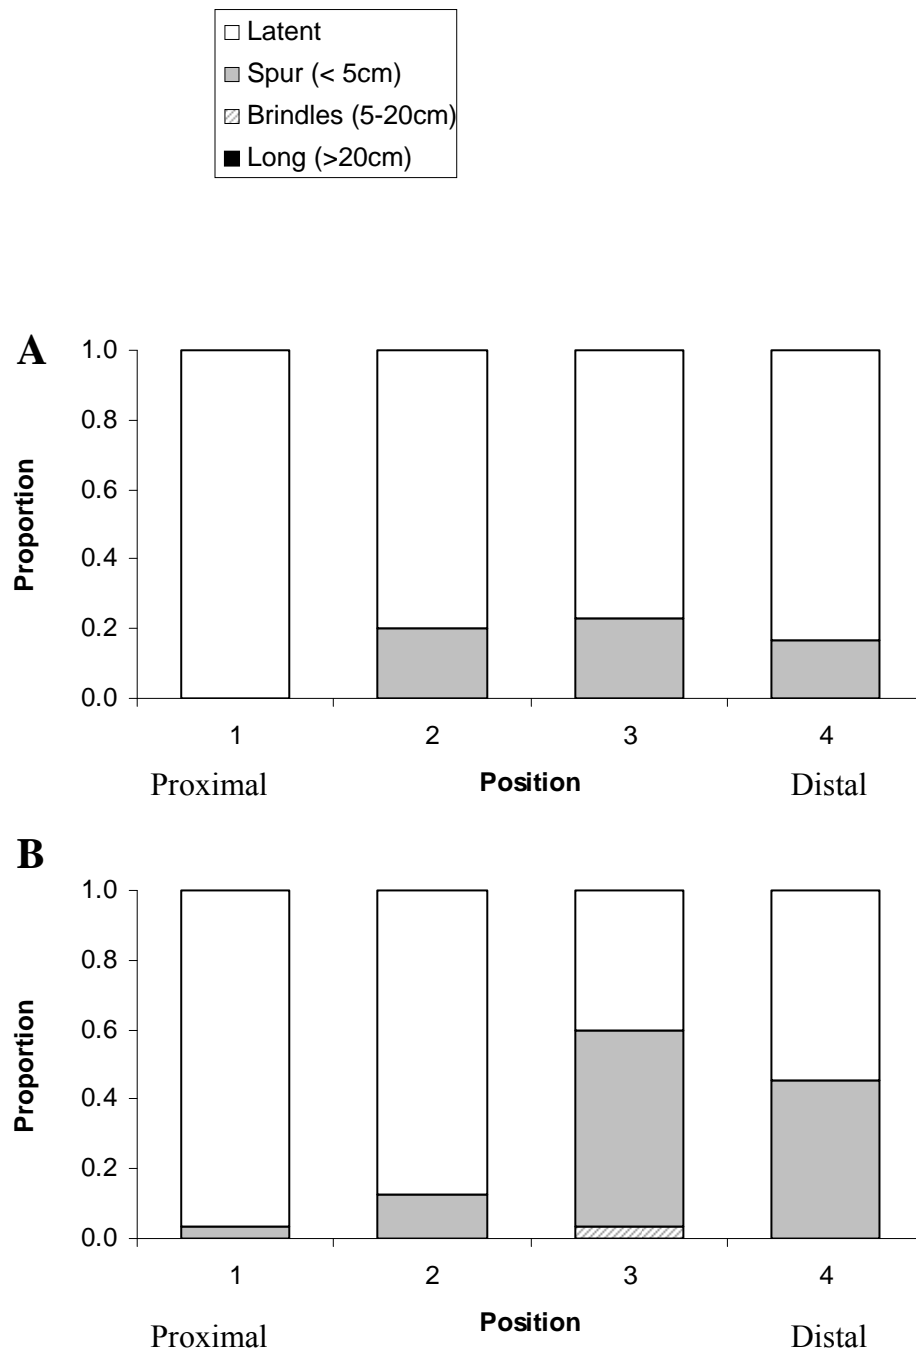 Latent
Spur (< 5cm)
Brindles (5-20cm)
Long (>20cm)
A
1.0
0.8
0.6
0.4
0.2
0.0
Proportion
1 2 3 4
Proximal Position Distal
B
1.0
0.8
0.6
0.4
0.2
0.0
Proportion
1 2 3 4
Proximal Position Distal